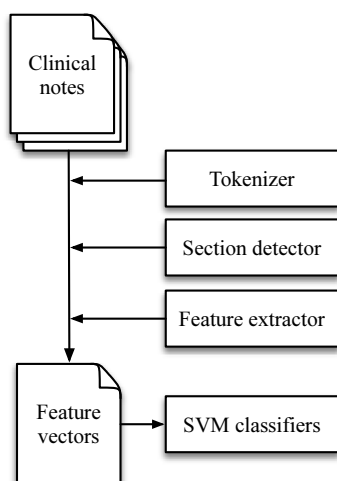 Clinical
notes
Tokenizer
Section detector
Feature extractor
Feature
vectors
SVM classifiers